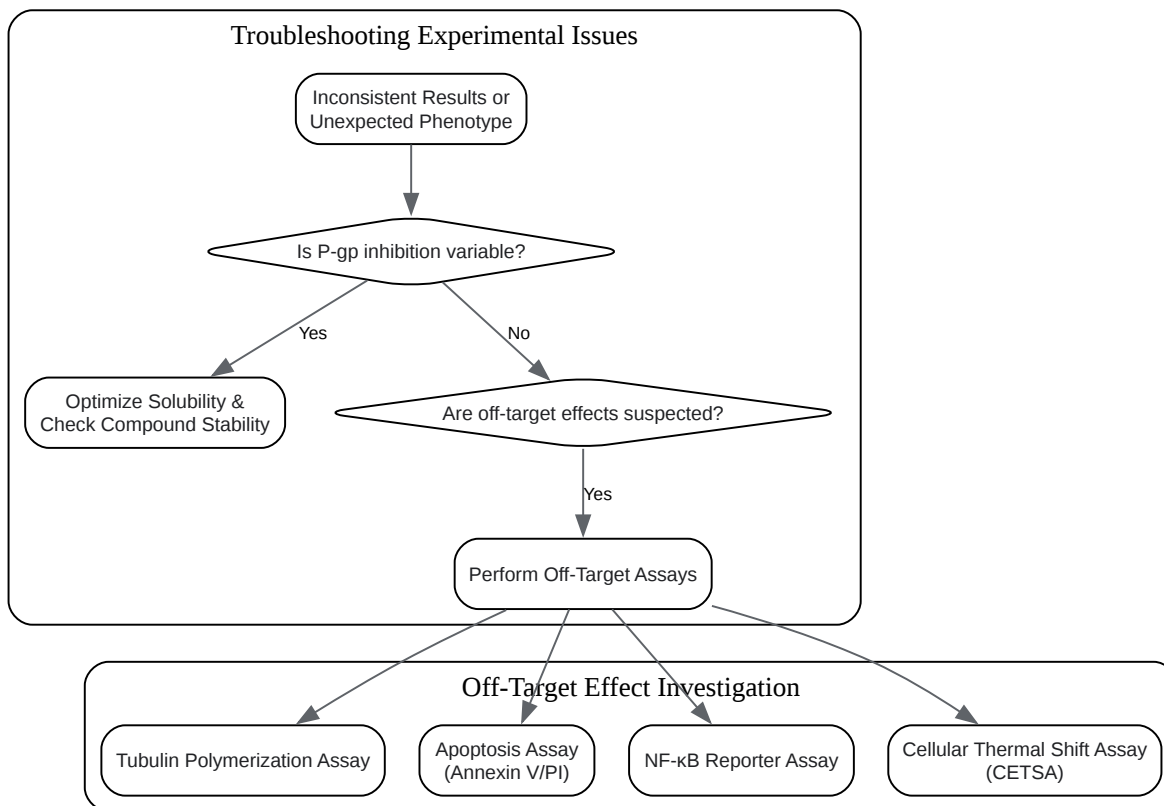 Troubleshooting Experimental Issues
Inconsistent Results or
Unexpected Phenotype
Is P-gp inhibition variable?
Yes
No
Optimize Solubility &
Check Compound Stability
Are off-target effects suspected?
Yes
Perform Off-Target Assays
Off-Target Effect Investigation
Tubulin Polymerization Assay
Apoptosis Assay
(Annexin V/PI)
NF-κB Reporter Assay
Cellular Thermal Shift Assay
(CETSA)